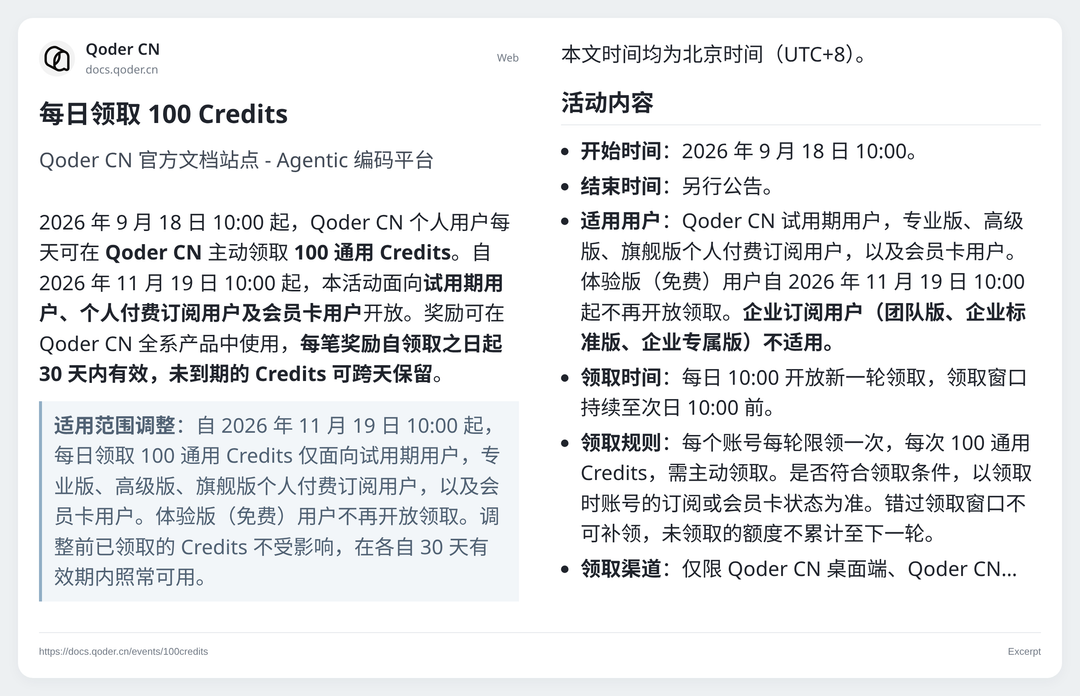 Qoder CN
docs.qoder.cn
Web
每日领取 100 Credits
Qoder CN 官方文档站点 - Agentic 编码平台
2026 年 9 月 18 日 10:00 起，Qoder CN 个人用户每
天可在 Qoder CN 主动领取 100 通用 Credits。自
2026 年 11 月 19 日 10:00 起，本活动面向试用期用
户、个人付费订阅用户及会员卡用户开放。奖励可在
Qoder CN 全系产品中使用，每笔奖励自领取之日起
30 天内有效，未到期的 Credits 可跨天保留。
适用范围调整：自 2026 年 11 月 19 日 10:00 起，
每日领取 100 通用 Credits 仅面向试用期用户，专
业版、高级版、旗舰版个人付费订阅用户，以及会
员卡用户。体验版（免费）用户不再开放领取。调
整前已领取的 Credits 不受影响，在各自 30 天有
效期内照常可用。
本文时间均为北京时间（UTC+8）。
活动内容
• 开始时间：2026 年 9 月 18 日 10:00。
• 结束时间：另行公告。
• 适用用户：Qoder CN 试用期用户，专业版、高级
版、旗舰版个人付费订阅用户，以及会员卡用户。
体验版（免费）用户自 2026 年 11 月 19 日 10:00
起不再开放领取。企业订阅用户（团队版、企业标
准版、企业专属版）不适用。
• 领取时间：每日 10:00 开放新一轮领取，领取窗口
持续至次日 10:00 前。
• 领取规则：每个账号每轮限领一次，每次 100 通用
Credits，需主动领取。是否符合领取条件，以领取
时账号的订阅或会员卡状态为准。错过领取窗口不
可补领，未领取的额度不累计至下一轮。
• 领取渠道：仅限 Qoder CN 桌面端、Qoder CN...
https://docs.qoder.cn/events/100credits
Excerpt